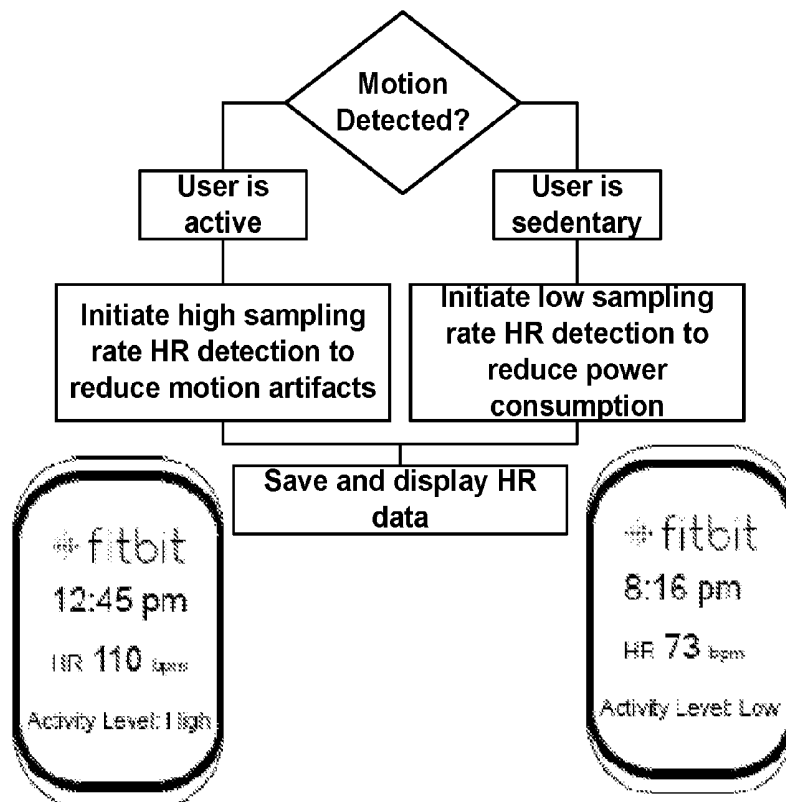 Motion
Detected?
User is
active
User is
sedentary
Initiate high sampling
rate HR detection to
reduce motion artifacts
Initiate low sampling
rate HR detection to
reduce power
consumption
Save and display HR
data
fitbit
12:45 pm
HR 110 bpm
Activity Level: High
fitbit
8:16 pm
HR 73 bpm
Activity Level: Low